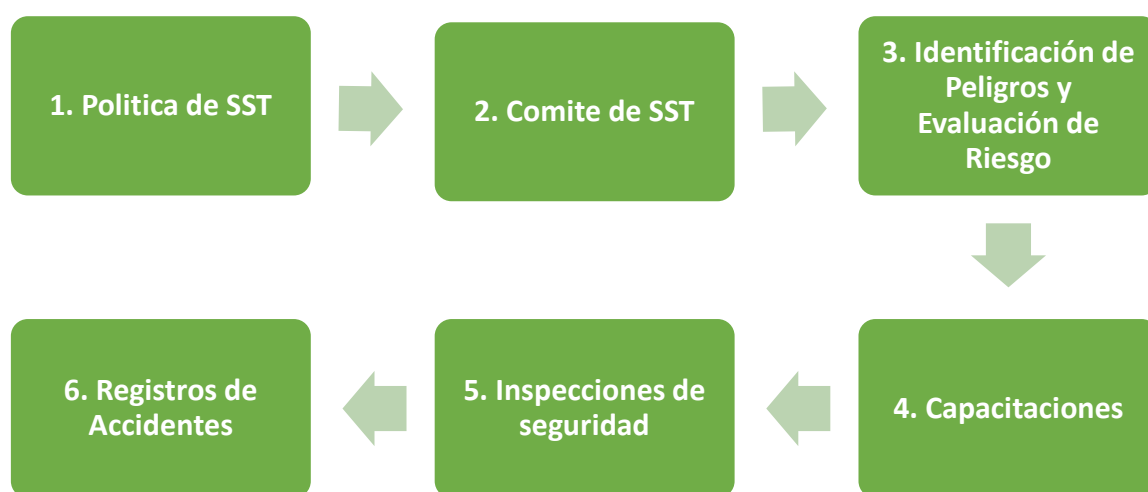 1. Politica de SST
2. Comite de SST
3. Identificación de
Peligros y
Evaluación de
Riesgo
4. Capacitaciones
5. Inspecciones de
seguridad
6. Registros de
Accidentes